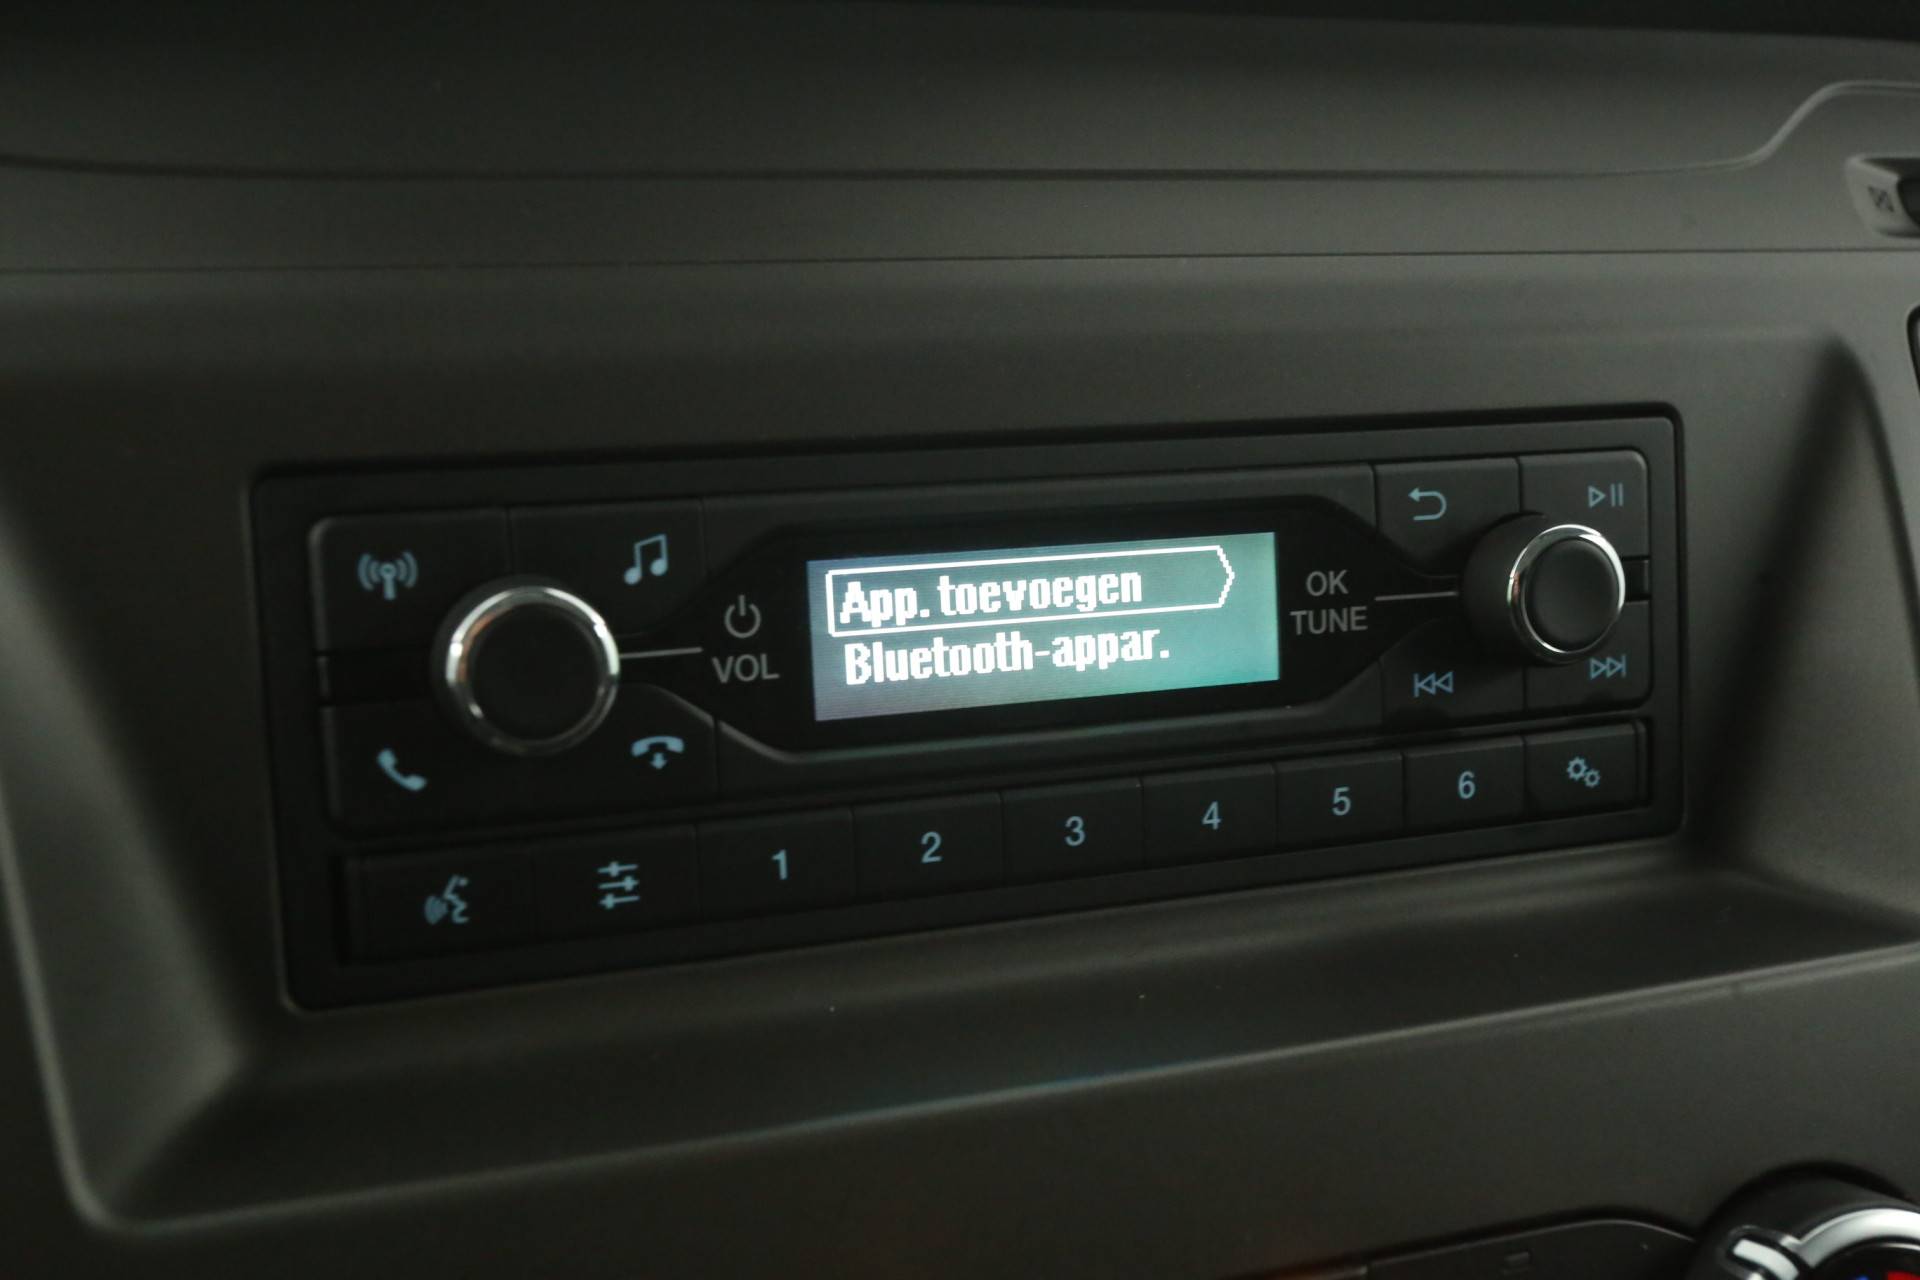 App. toevoegen
Bluetooth-appar.
VOL
OK
TUNE
1 2 3 4 5 6